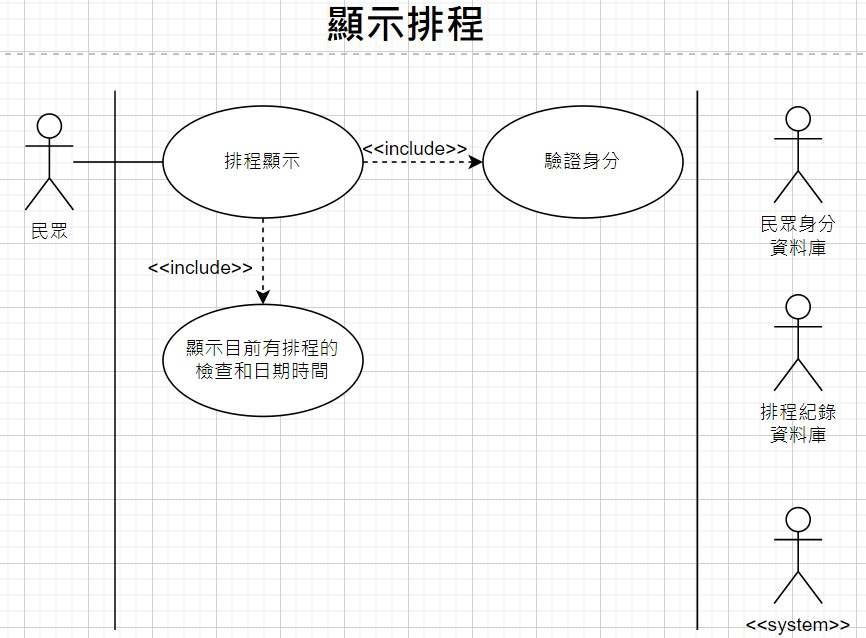 顯示排程
排程顯示
<<include>>
驗證身分
民眾
民眾身分
資料庫
<<include>>
顯示目前有排程的
檢查和日期時間
排程紀錄
資料庫
<<system>>